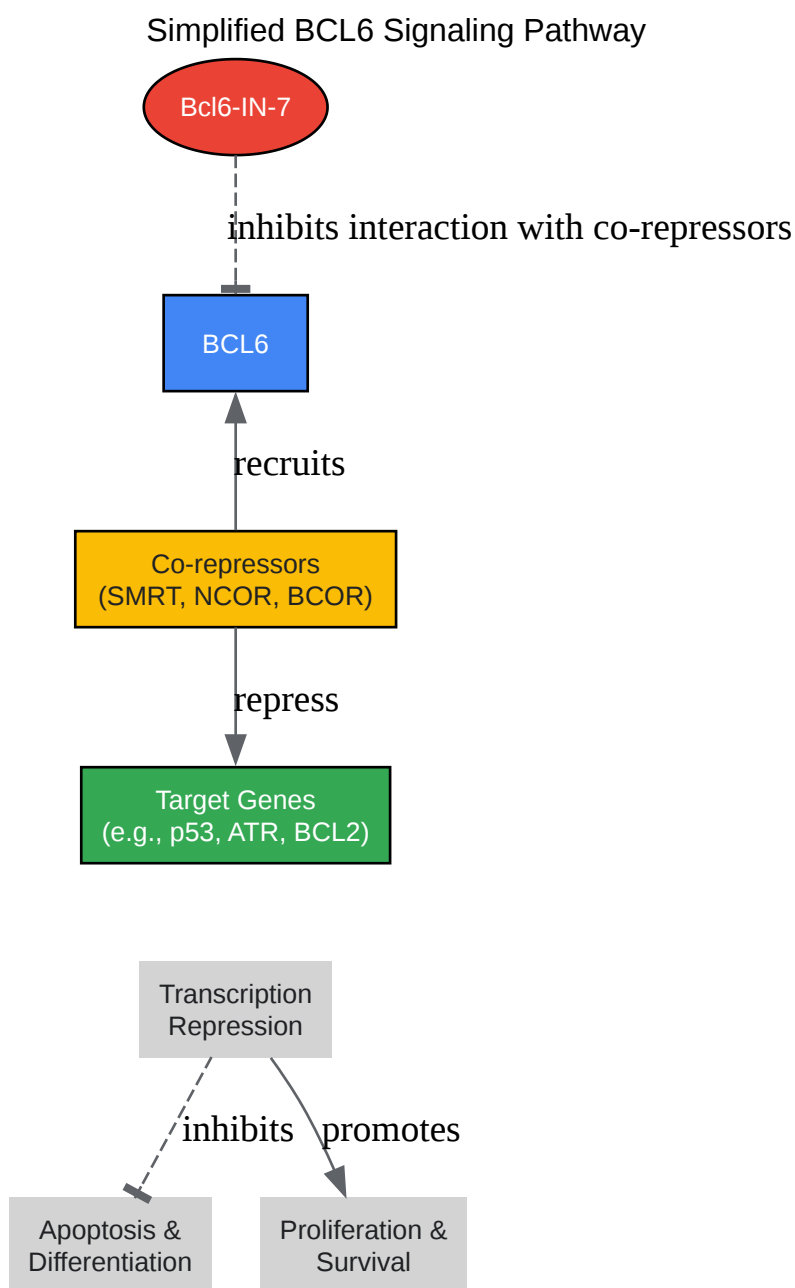 Simplified BCL6 Signaling Pathway
Bcl6-IN-7
inhibits interaction with co-repressors
BCL6
recruits
Co-repressors
(SMRT, NCOR, BCOR)
repress
Target Genes
(e.g., p53, ATR, BCL2)
Transcription
Repression
inhibits
promotes
Apoptosis &
Differentiation
Proliferation &
Survival